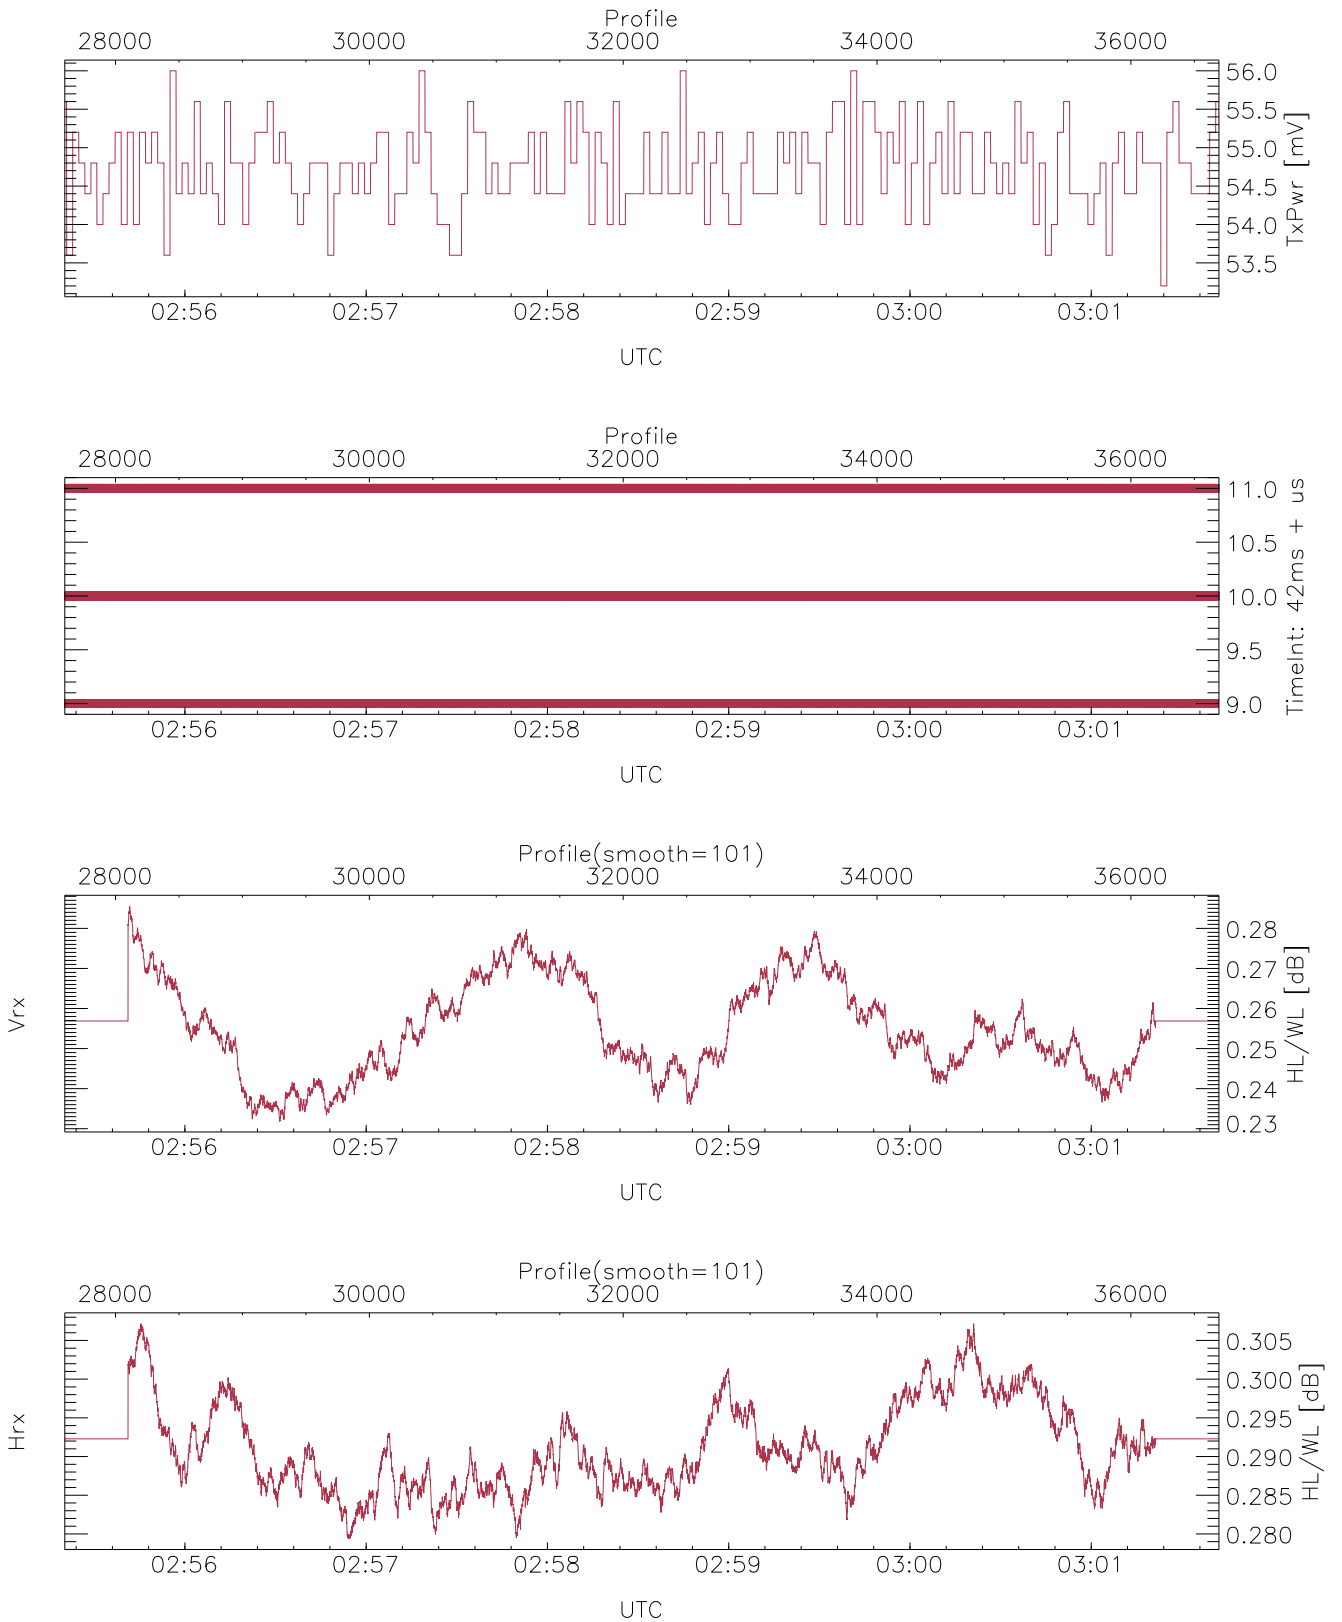 Profile
28000 30000 32000 34000 36000
56.0
55.5
55.0
54.5
54.0
53.5
TxPwr [mV]
02:56 02:57 02:58 02:59 03:00 03:01
UTC
Profile
28000 30000 32000 34000 36000
11.0
10.5
10.0
9.5
9.0
TimeInt: 42ms + us
02:56 02:57 02:58 02:59 03:00 03:01
UTC
Profile(smooth=101)
28000 30000 32000 34000 36000
Vrx
0.28
0.27
0.26
0.25
0.24
0.23
HL/WL [dB]
02:56 02:57 02:58 02:59 03:00 03:01
UTC
Profile(smooth=101)
28000 30000 32000 34000 36000
Hrx
0.305
0.300
0.295
0.290
0.285
0.280
HL/WL [dB]
02:56 02:57 02:58 02:59 03:00 03:01
UTC